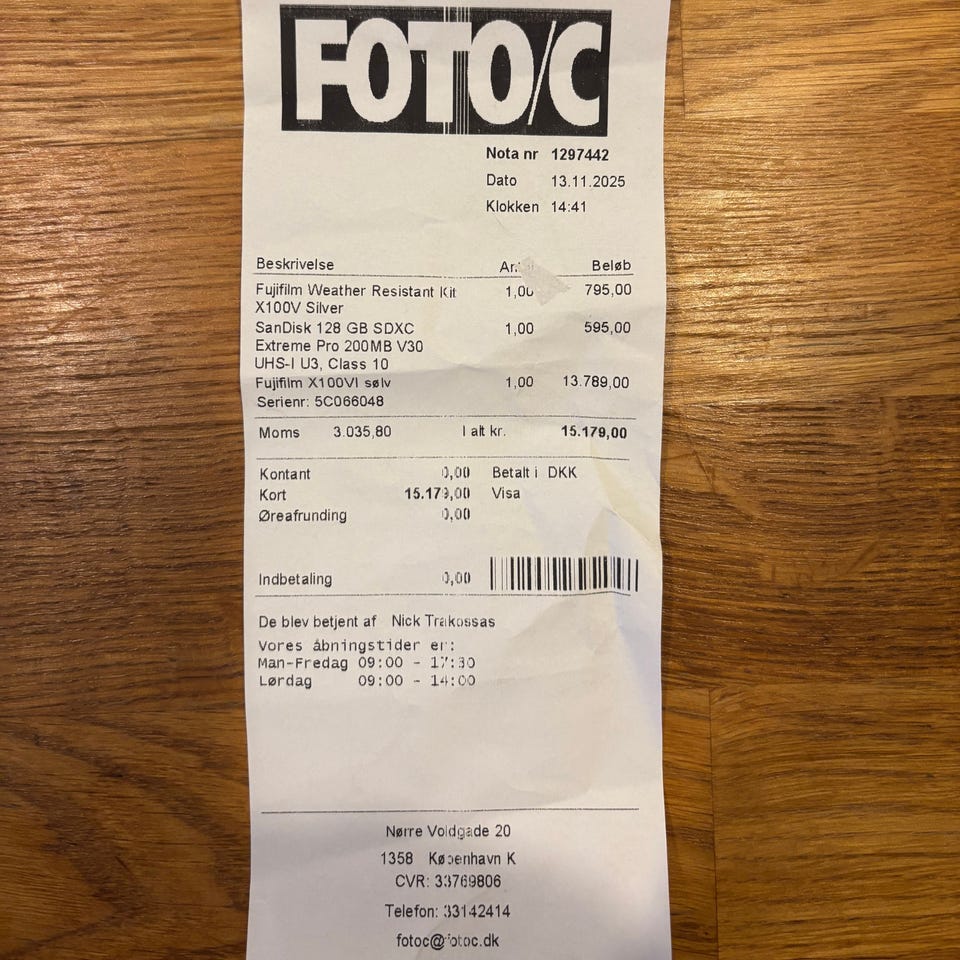 FOTO/C
Nota nr 1297442
Dato 13.11.2025
Klokken 14:41
Beskrivelse Beløb
Fujifilm Weather Resistant Kit 1,00 795,00
X100V Silver
SanDisk 128 GB SDXC 1,00 595,00
Extreme Pro 200MB V30
UHS-I U3, Class 10
Fujifilm X100VI sølv 1,00 13.789,00
Serienr: 5C066048
Moms 3.035,80 I alt kr. 15.179,00
Kontant 0,00 Betalt i DKK
Kort 15.179,00 Visa
Øreafrunding 0,00
Indbetaling 0,00
De blev betjent af Nick Trakossas
Vores åbningstider er:
Man-Fredag 09:00 - 17:30
Lørdag 09:00 - 14:00
Nørre Voldgade 20
1358 København K
CVR: 33769806
Telefon: 33142414
fotoc@fotoc.dk